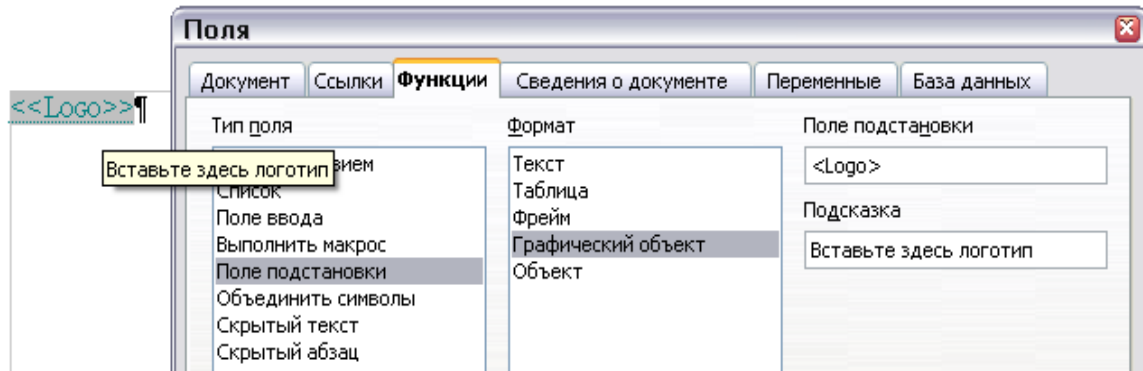 Поля
Документ Ссылки Функции Сведения о документе Переменные База данных
<<Logo>>¶
Тип поля Формат Поле подстановки
Вставьте здесь логотип
Текст <Logo>
Список Таблица
Поле ввода Фрейм Подсказка
Выполнить макрос Графический объект Вставьте здесь логотип
Поле подстановки Объект
Объединить символы
Скрытый текст
Скрытый абзац